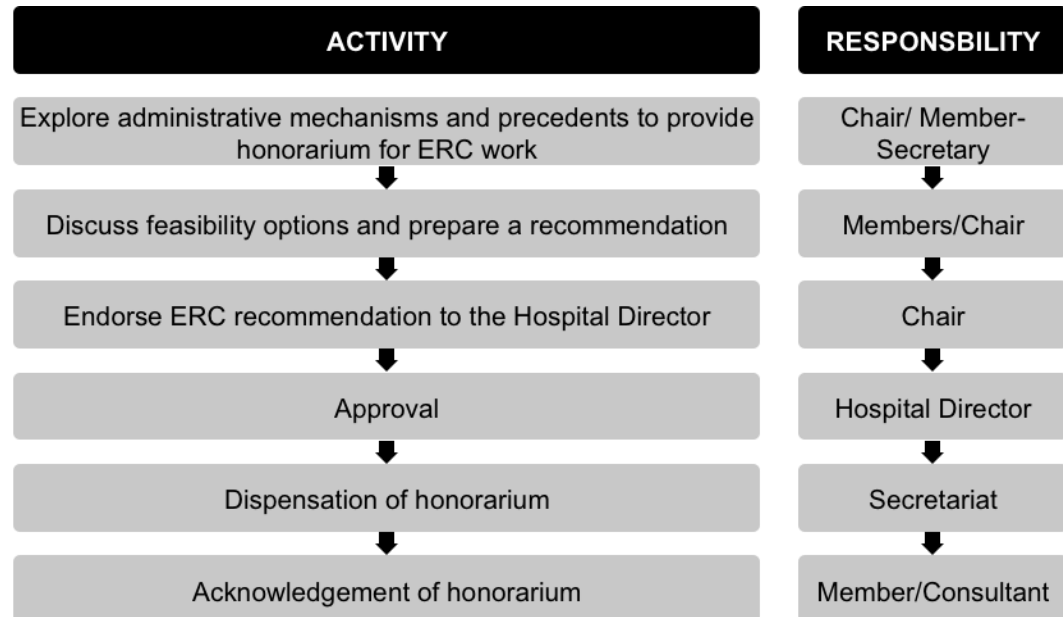 ACTIVITY
RESPONSBILITY
Explore administrative mechanisms and precedents to provide
honorarium for ERC work
Chair/ Member-
Secretary
Discuss feasibility options and prepare a recommendation
Members/Chair
Endorse ERC recommendation to the Hospital Director
Chair
Approval
Hospital Director
Dispensation of honorarium
Secretariat
Acknowledgement of honorarium
Member/Consultant